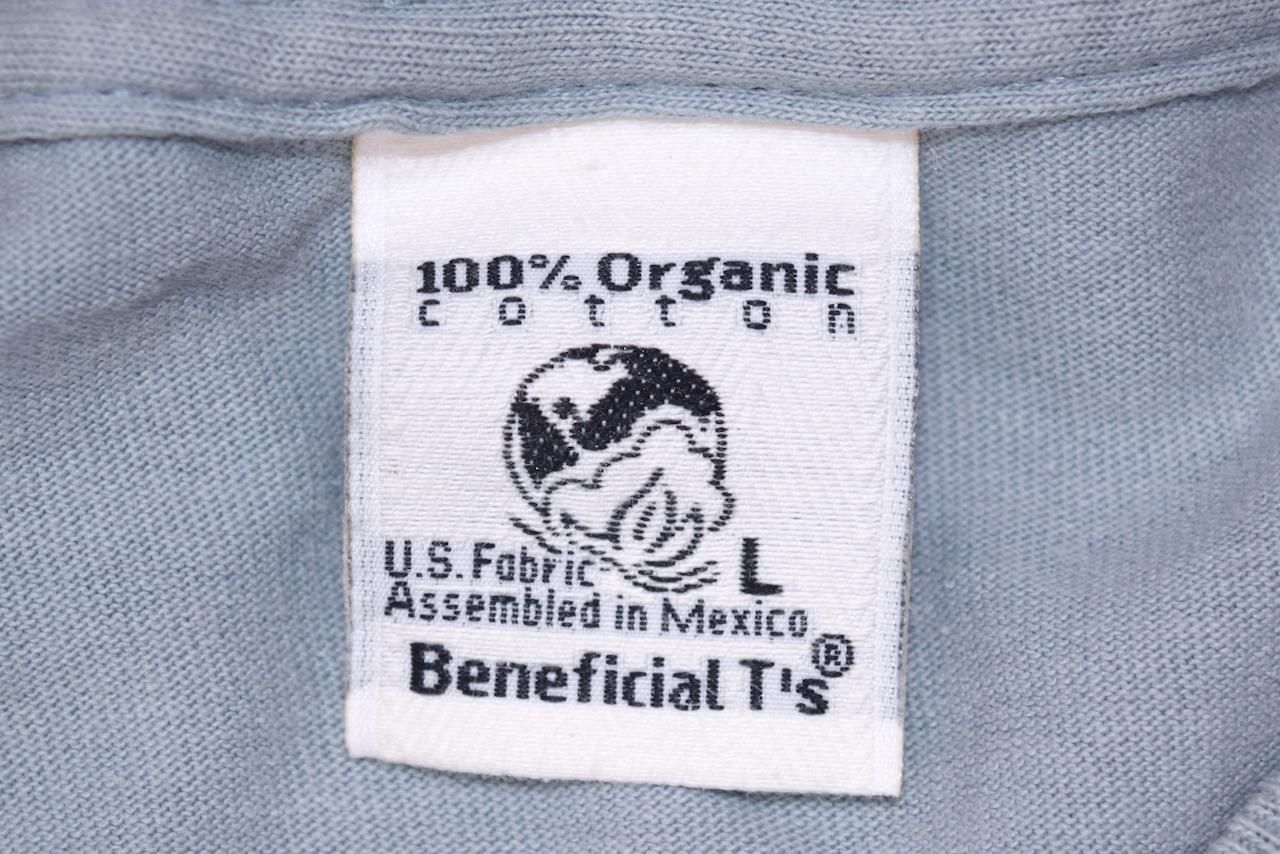 100% Organic
cotton
L
U.S. Fabric
Assembled in Mexico
Beneficial T's®